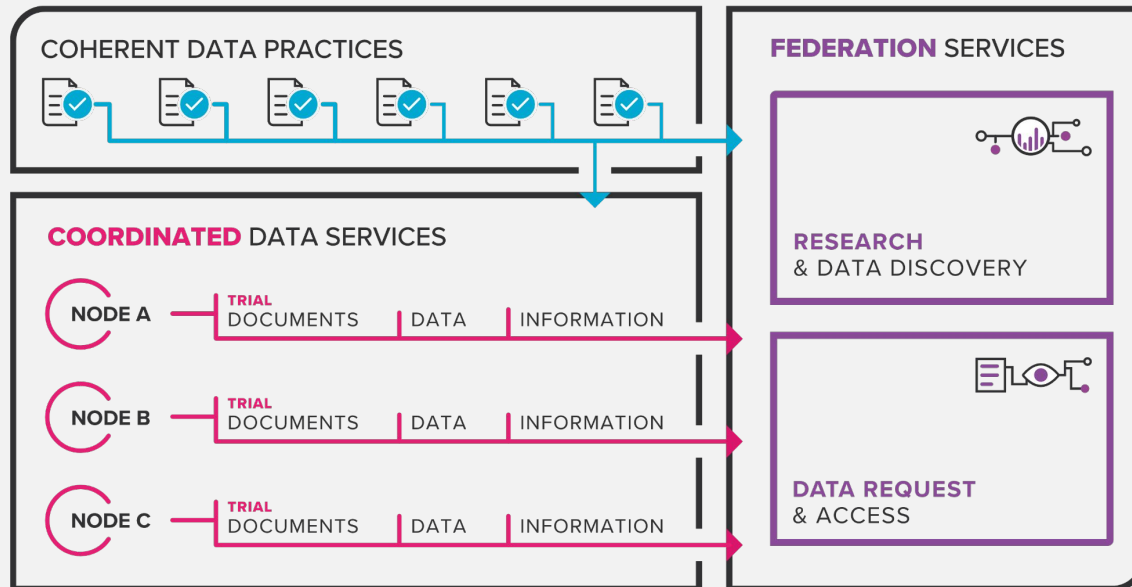 COHERENT DATA PRACTICES
COORDINATED DATA SERVICES
NODE A
TRIAL
DOCUMENTS DATA INFORMATION
NODE B
TRIAL
DOCUMENTS DATA INFORMATION
NODE C
TRIAL
DOCUMENTS DATA INFORMATION
FEDERATION SERVICES
RESEARCH
& DATA DISCOVERY
DATA REQUEST
& ACCESS